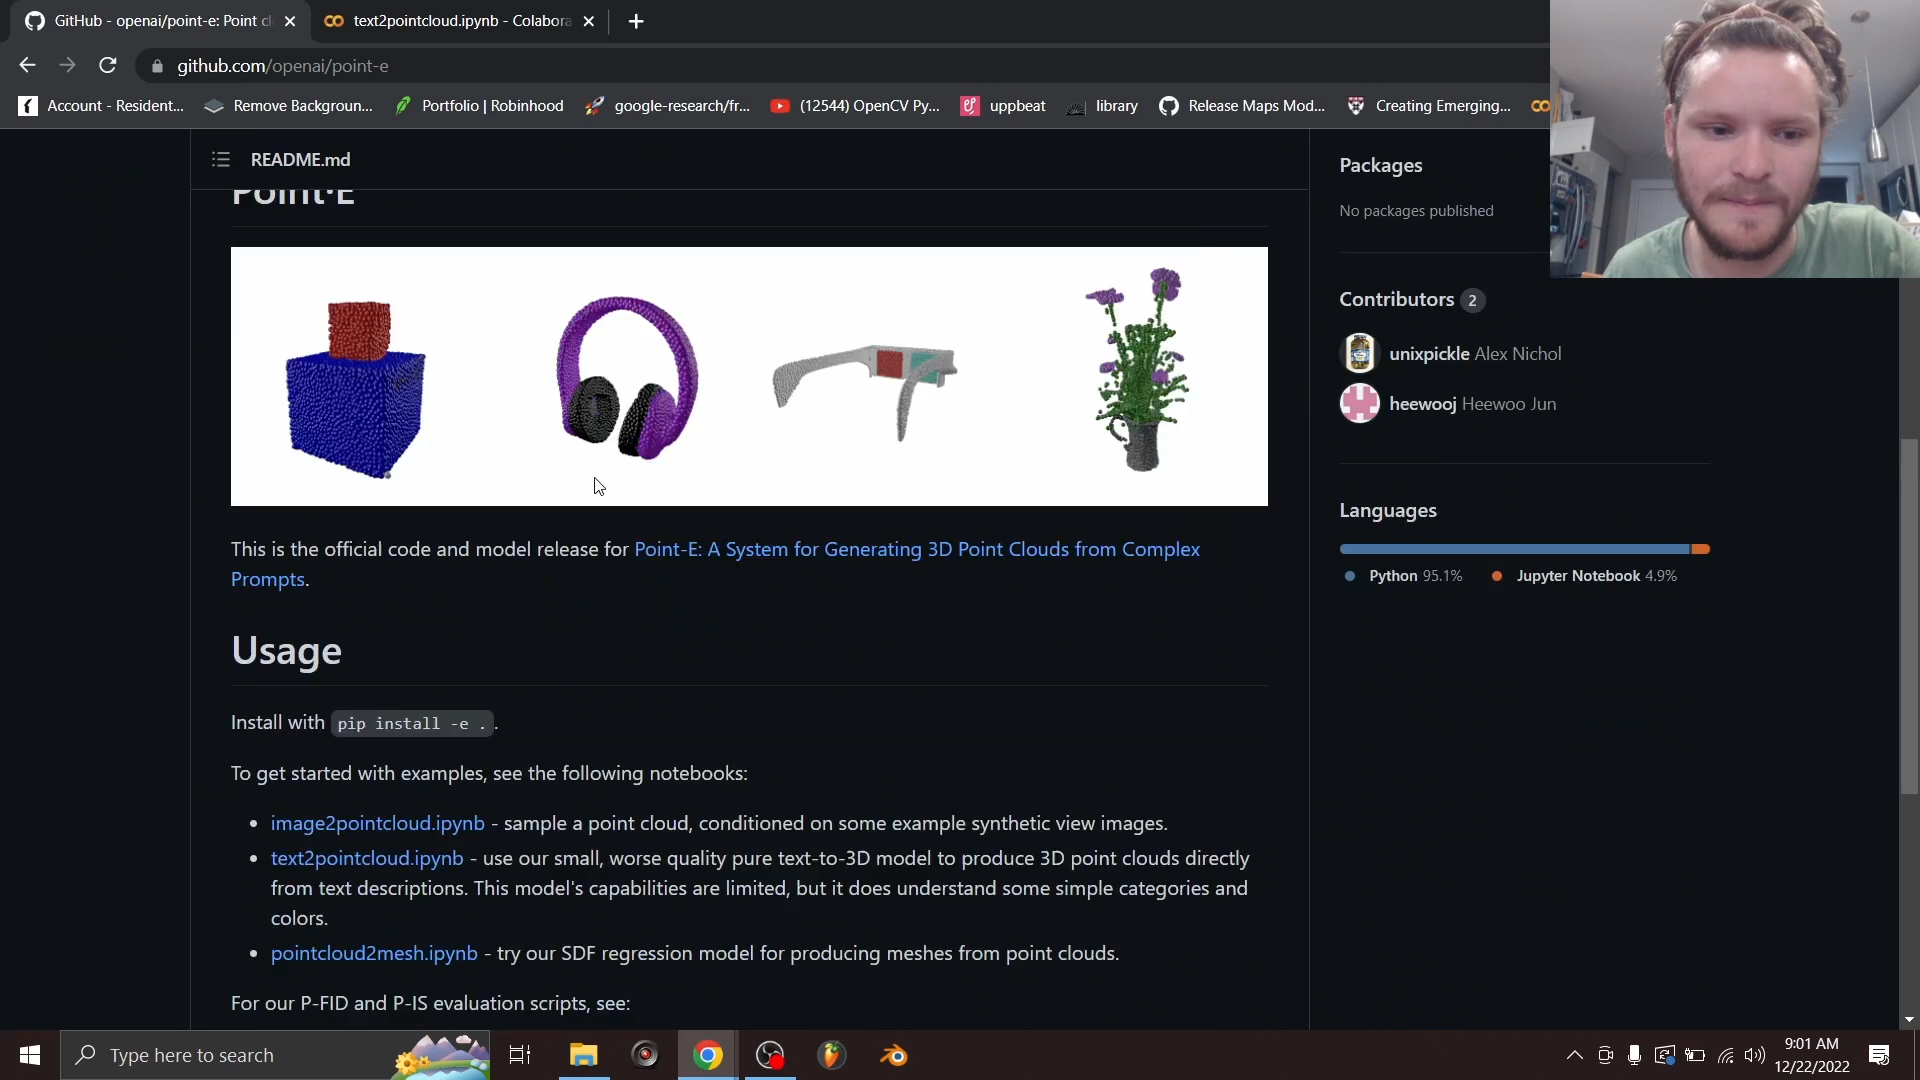 GitHub - openai/point-e: Point cl
text2pointcloud.ipynb - Colabora
github.com/openai/point-e
Account - Resident...
Remove Backgroun...
Portfolio | Robinhood
google-research/fr...
(12544) OpenCV Py...
uppbeat
library
Release Maps Mod...
Creating Emerging...
README.md
Point·E
This is the official code and model release for Point-E: A System for Generating 3D Point Clouds from Complex
Prompts.
Usage
Install with pip install -e . .
To get started with examples, see the following notebooks:
• image2pointcloud.ipynb - sample a point cloud, conditioned on some example synthetic view images.
• text2pointcloud.ipynb - use our small, worse quality pure text-to-3D model to produce 3D point clouds directly
from text descriptions. This model's capabilities are limited, but it does understand some simple categories and
colors.
• pointcloud2mesh.ipynb - try our SDF regression model for producing meshes from point clouds.
For our P-FID and P-IS evaluation scripts, see:
Packages
No packages published
Contributors 2
unixpickle Alex Nichol
heewooj Heewoo Jun
Languages
Python 95.1%
Jupyter Notebook 4.9%
Type here to search
9:01 AM
12/22/2022